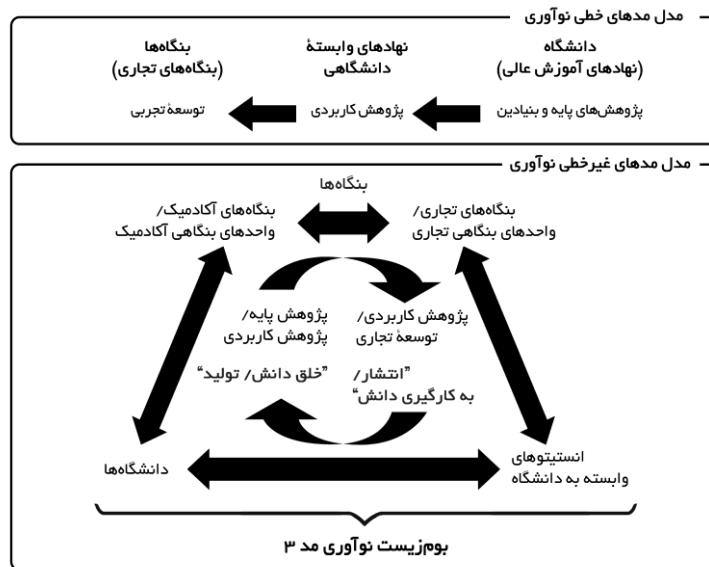 مدل مدهای خطی نوآوری
دانشگاه
(نهادهای آموزش عالی)
نهادهای وابستهٔ
دانشگاهی
بنگاه‌ها
(بنگاه‌های تجاری)
پژوهش‌های پایه و بنیادین
پژوهش کاربردی
توسعهٔ تجربی
مدل مدهای غیرخطی نوآوری
بنگاه‌ها
بنگاه‌های تجاری/
واحدهای بنگاهی تجاری
بنگاه‌های آکادمیک/
واحدهای بنگاهی آکادمیک
پژوهش کاربردی/
توسعهٔ تجاری
پژوهش پایه/
پژوهش کاربردی
"انتشار/
به کارگیری دانش"
"خلق دانش/ تولید"
انستیتوهای
وابسته به دانشگاه
دانشگاه‌ها
بوم‌زیست نوآوری مد ۳